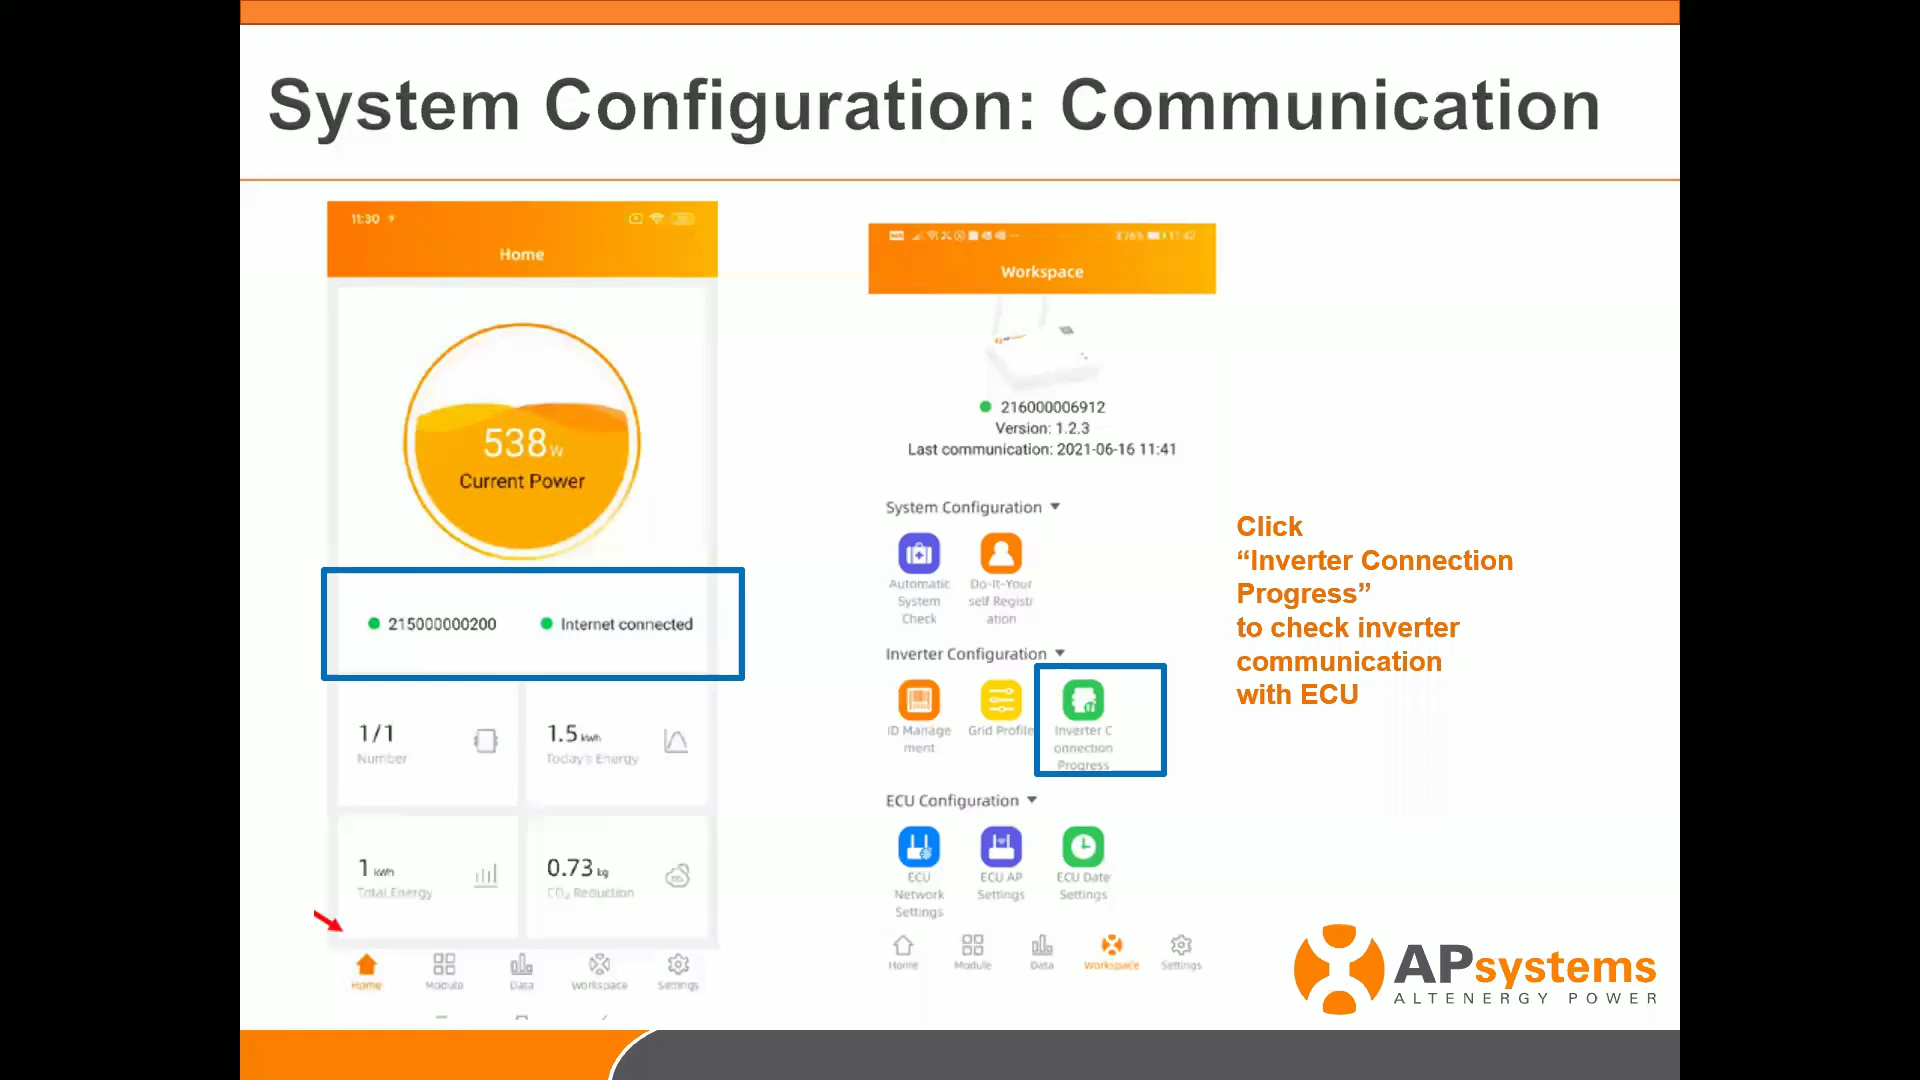 System Configuration: Communication
11:30
Home
538 W
Current Power
215000000200
Internet connected
1/1
Number
1.5 kWh
Today's Energy
1 kWh
Total Energy
0.73 kg
CO₂ Reduction
Home
Module
Data
Workspace
Settings
Workspace
216000006912
Version: 1.2.3
Last communication: 2021-06-16 11:41
System Configuration
Automatic
System
Check
Do-It-Your
self Registr
ation
Inverter Configuration
ID Manage
ment
Grid Profile
Inverter C
onnection
Progress
ECU Configuration
ECU
Network
Settings
ECU AP
Settings
ECU Date
Settings
Home
Module
Data
Workspace
Settings
Click
“Inverter Connection
Progress”
to check inverter
communication
with ECU
APsystems
ALTENERGY POWER